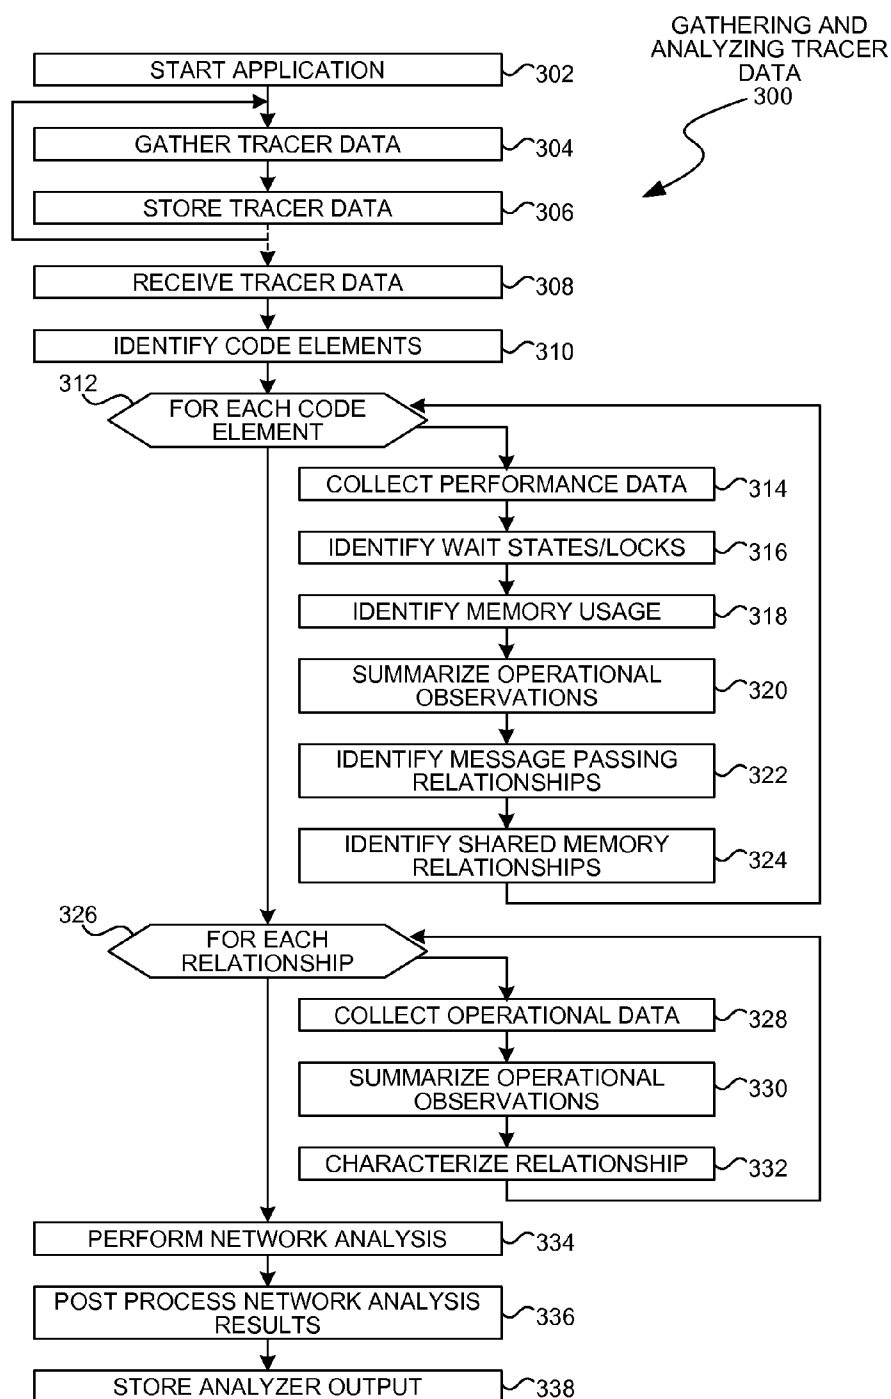 GATHERING AND
ANALYZING TRACER
DATA
300
START APPLICATION
302
GATHER TRACER DATA
304
STORE TRACER DATA
306
RECEIVE TRACER DATA
308
IDENTIFY CODE ELEMENTS
310
312
FOR EACH CODE
ELEMENT
COLLECT PERFORMANCE DATA
314
IDENTIFY WAIT STATES/LOCKS
316
IDENTIFY MEMORY USAGE
318
SUMMARIZE OPERATIONAL
OBSERVATIONS
320
IDENTIFY MESSAGE PASSING
RELATIONSHIPS
322
IDENTIFY SHARED MEMORY
RELATIONSHIPS
324
326
FOR EACH
RELATIONSHIP
COLLECT OPERATIONAL DATA
328
SUMMARIZE OPERATIONAL
OBSERVATIONS
330
CHARACTERIZE RELATIONSHIP
332
PERFORM NETWORK ANALYSIS
334
POST PROCESS NETWORK ANALYSIS
RESULTS
336
STORE ANALYZER OUTPUT
338